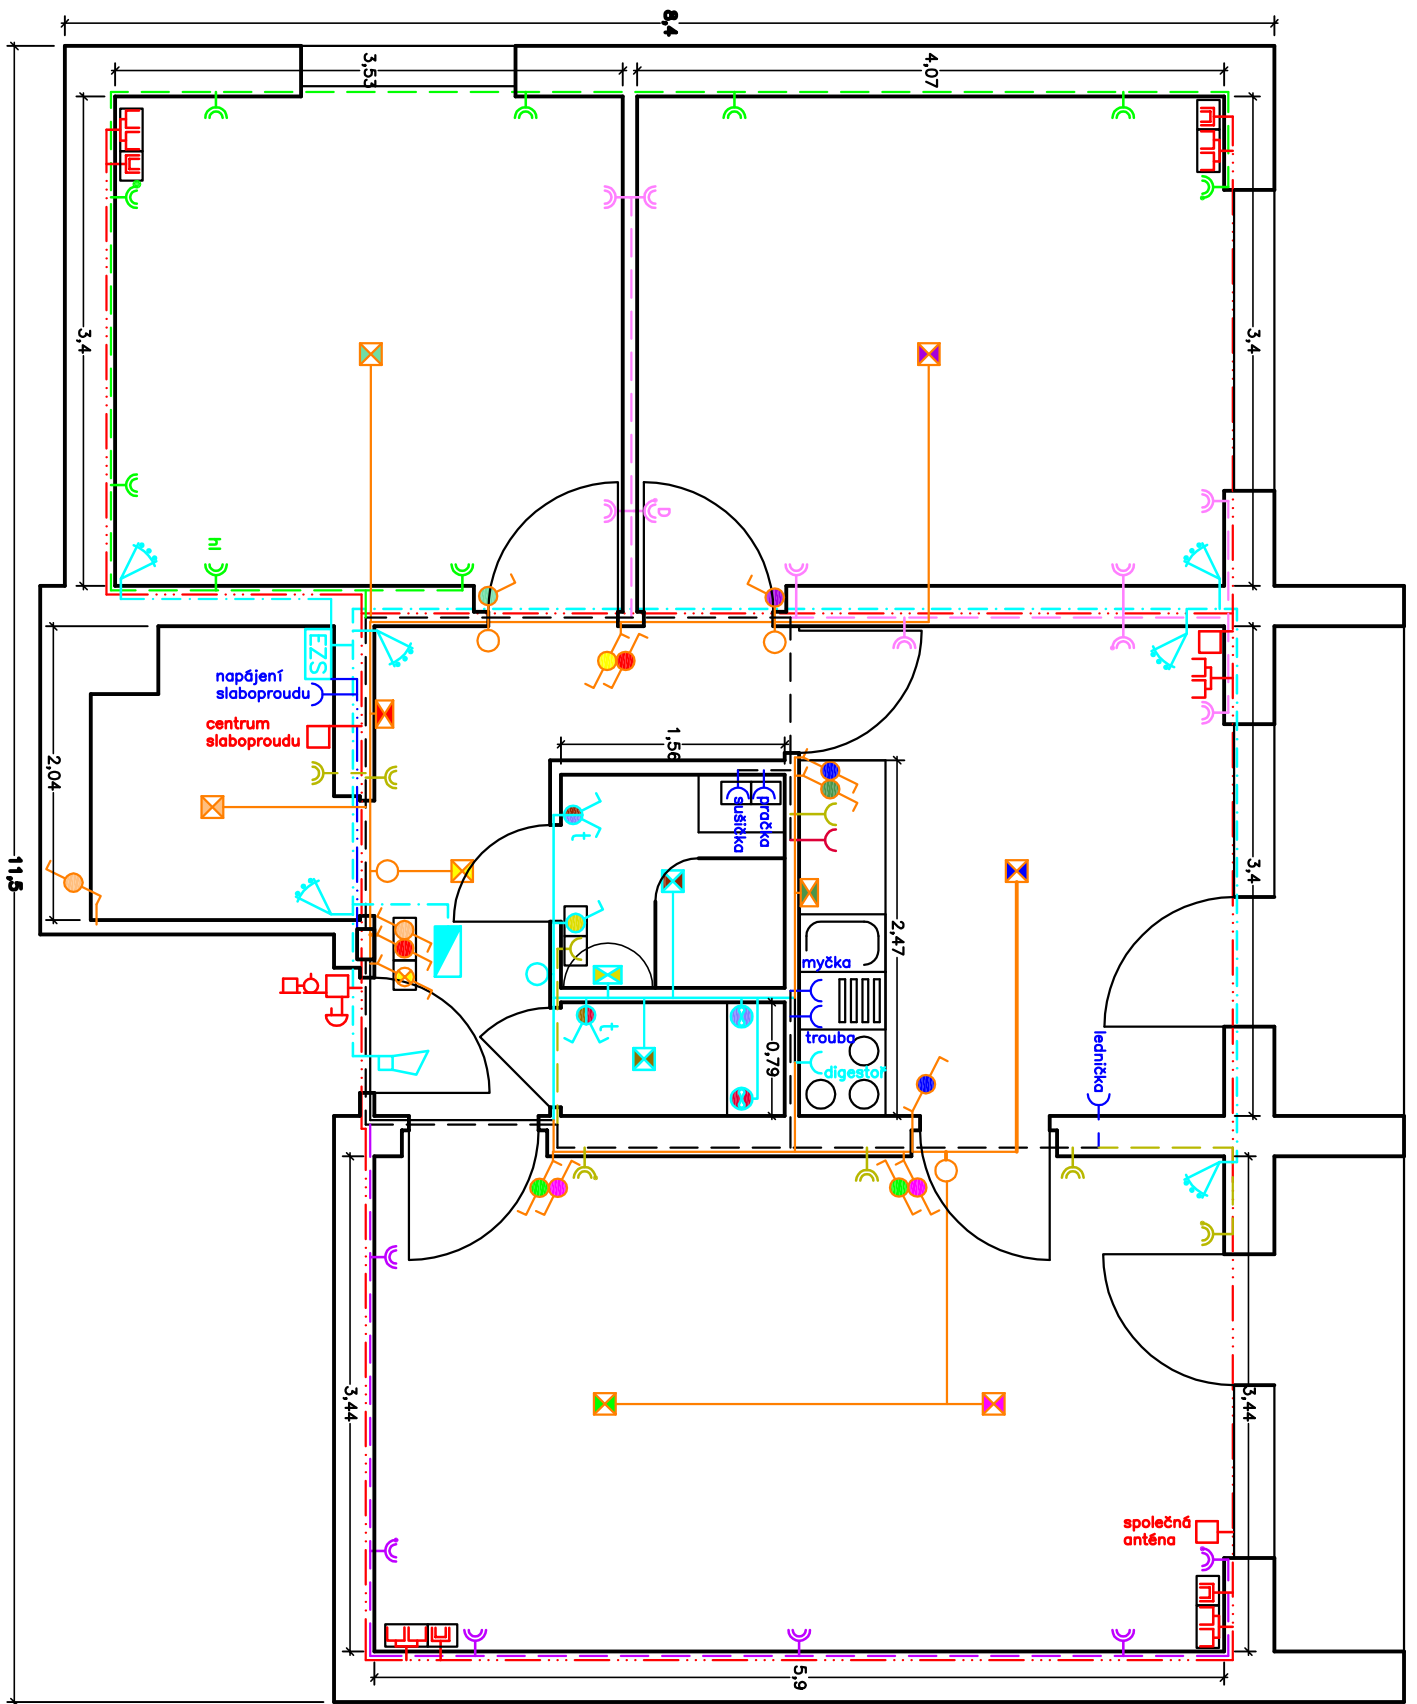 8,4
3,53
4,07
3,4
3,4
hl
D
EZS
napájení
slaboproudu
centrum
slaboproudu
2,04
11,5
1,56
sušička
pračka
t
2,47
3,4
myčka
trouba
digestoř
lednička
t
0,79
3,44
3,44
společná
anténa
5,9